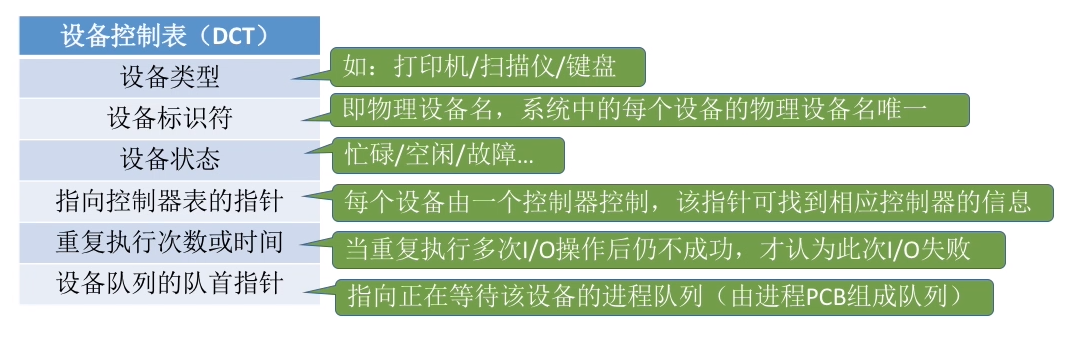 设备控制表（DCT）
设备类型
如：打印机/扫描仪/键盘
设备标识符
即物理设备名，系统中的每个设备的物理设备名唯一
设备状态
忙碌/空闲/故障...
指向控制器表的指针
每个设备由一个控制器控制，该指针可找到相应控制器的信息
重复执行次数或时间
当重复执行多次I/O操作后仍不成功，才认为此次I/O失败
设备队列的队首指针
指向正在等待该设备的进程队列（由进程PCB组成队列）